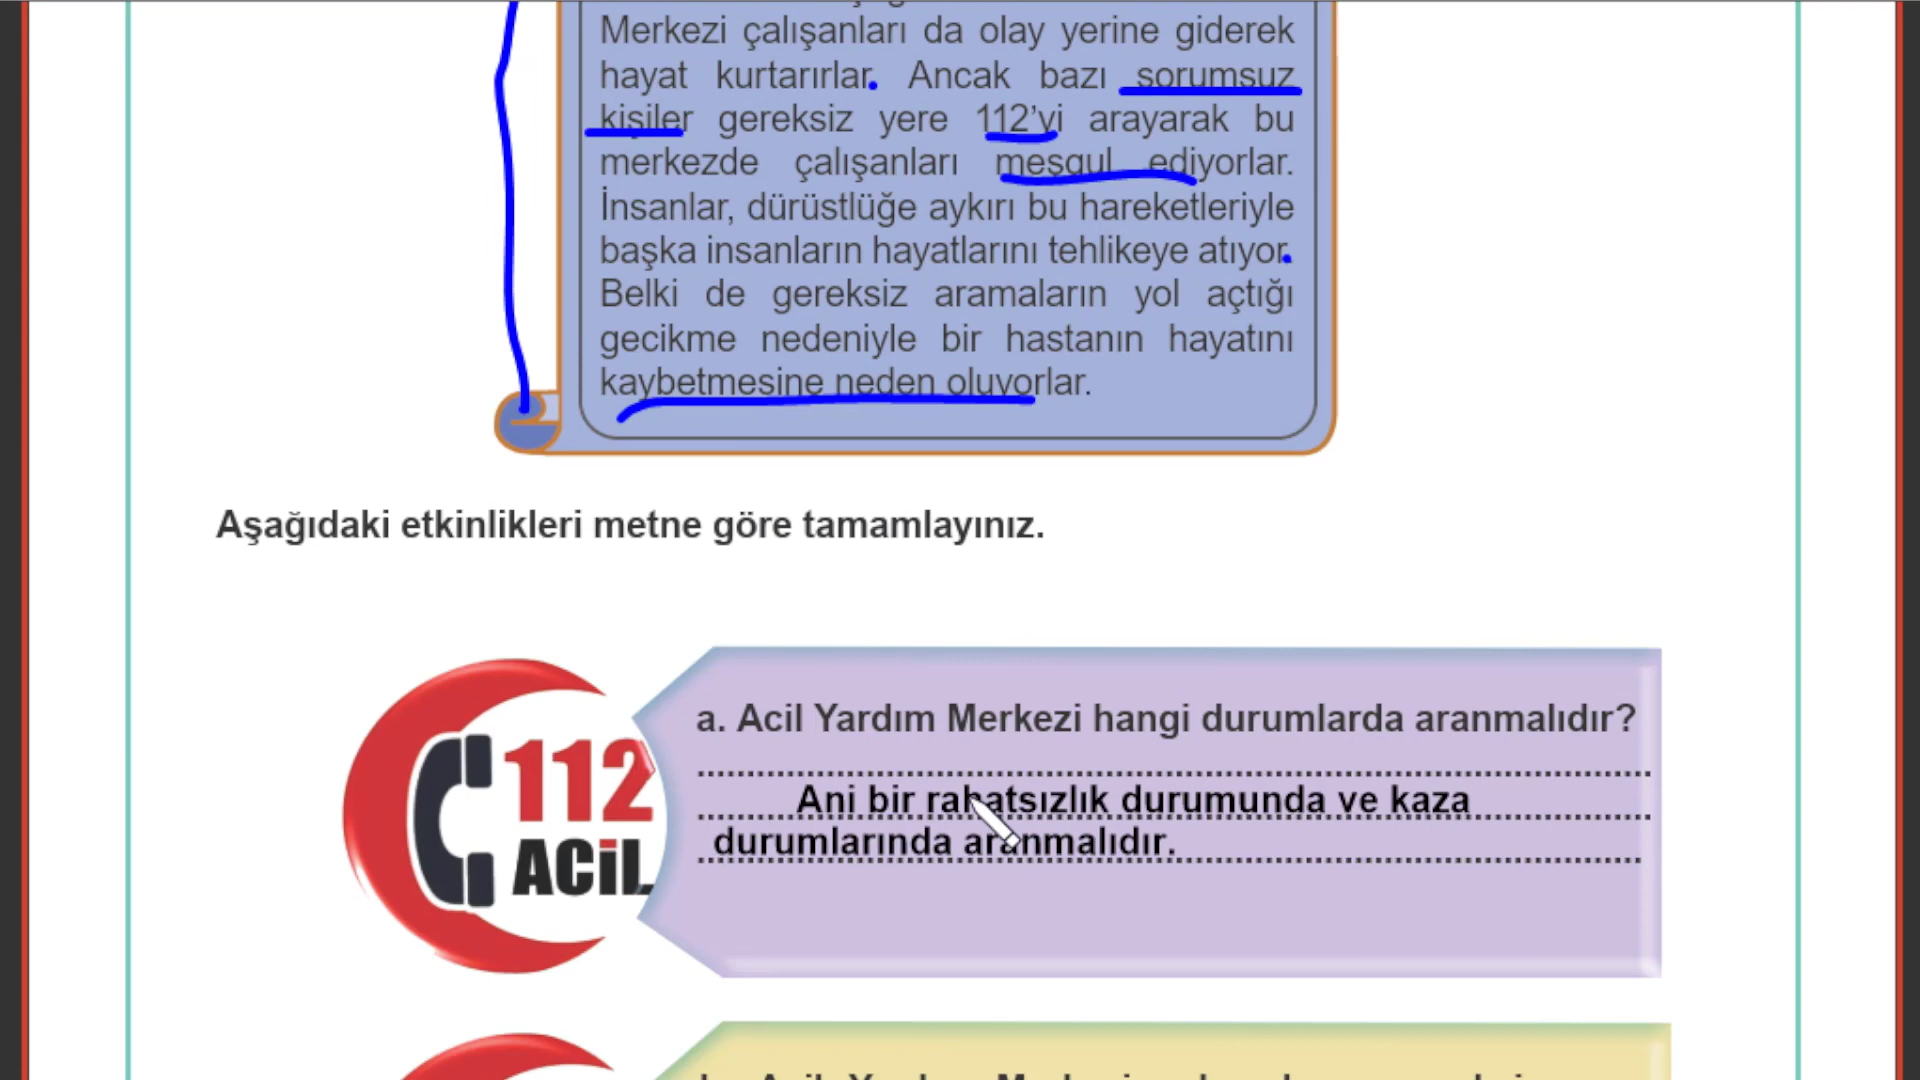 Merkezi çalışanları da olay yerine giderek
hayat kurtarırlar. Ancak bazı sorumsuz
kişiler gereksiz yere 112’yi arayarak bu
merkezde çalışanları meşgul ediyorlar.
İnsanlar, dürüstlüğe aykırı bu hareketleriyle
başka insanların hayatlarını tehlikeye atıyor.
Belki de gereksiz aramaların yol açtığı
gecikme nedeniyle bir hastanın hayatını
kaybetmesine neden oluyorlar.
Aşağıdaki etkinlikleri metne göre tamamlayınız.
112
ACİL
a. Acil Yardım Merkezi hangi durumlarda aranmalıdır?
Ani bir rahatsızlık durumunda ve kaza
durumlarında aranmalıdır.